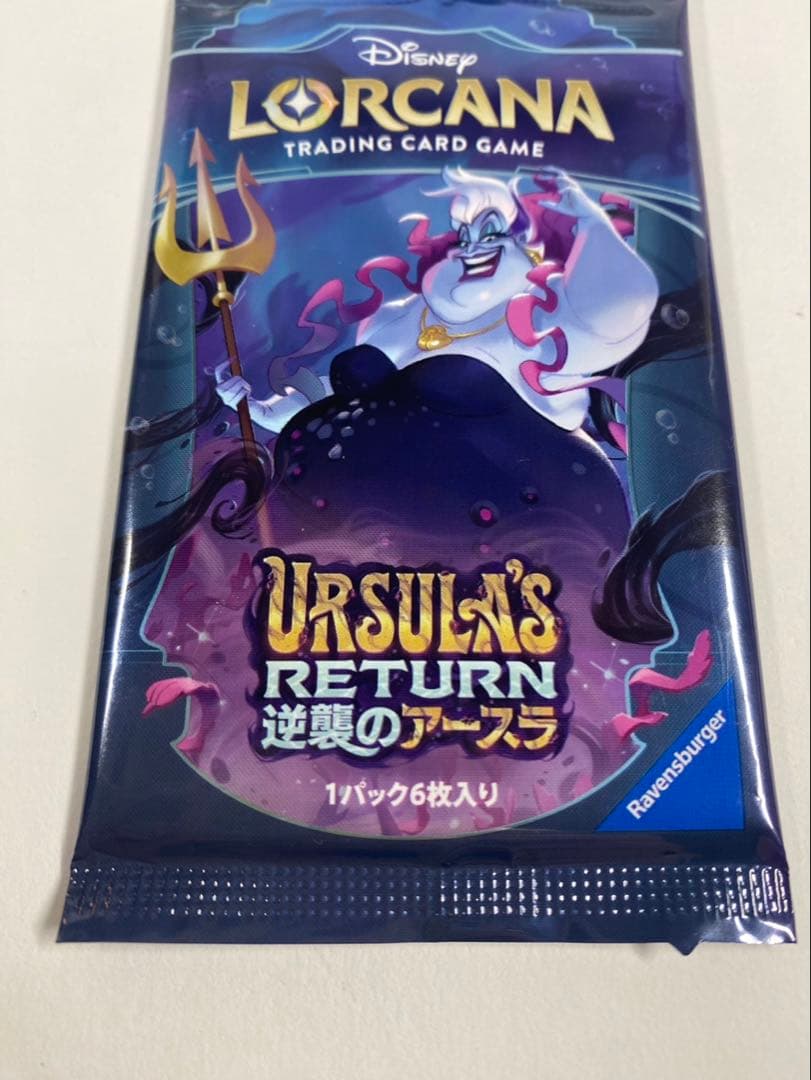 Disney
LORCANA
TRADING CARD GAME
URSULA'S
RETURN
逆襲のアースラ
1パック6枚入り
Ravensburger